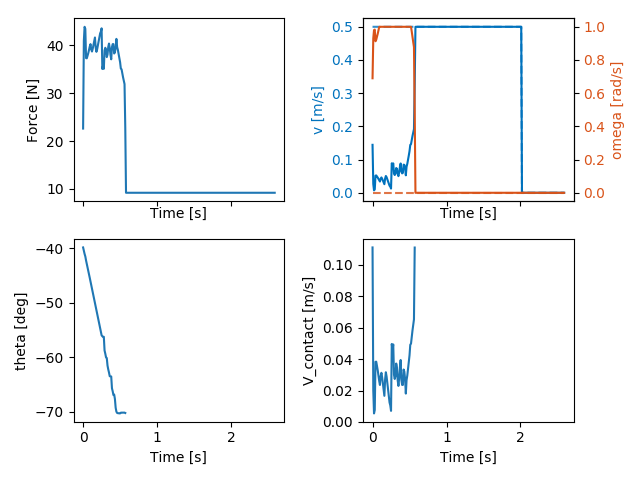 Force [N]
40
30
20
10
Time [s]
v [m/s]
0.5
0.4
0.3
0.2
0.1
0.0
1.0
0.8
0.6
0.4
0.2
0.0
omega [rad/s]
Time [s]
theta [deg]
−40
−50
−60
−70
0 1 2
Time [s]
V_contact [m/s]
0.10
0.08
0.06
0.04
0.02
0.00
0 1 2
Time [s]